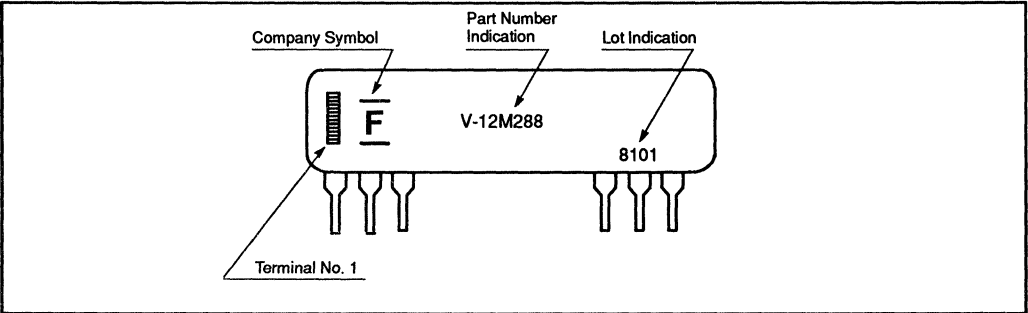 Part Number
Indication
Company Symbol
Lot Indication
F
V-12M288
8101
Terminal No. 1